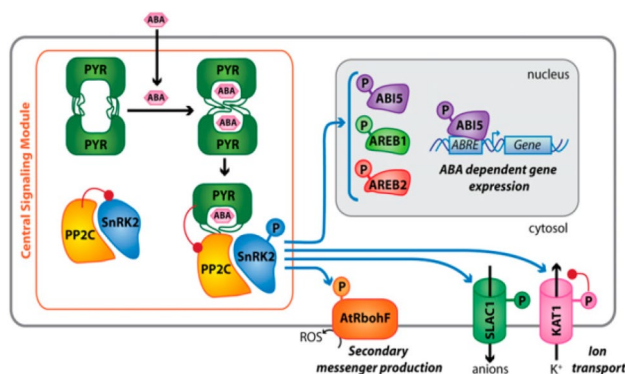 ABA
Central Signaling Module
PYR
ABA
PYR
PYR
ABA
ABA
PYR
PP2C
SnRK2
PYR
ABA
PP2C
SnRK2
P
nucleus
P
ABI5
P
AREB1
P
AREB2
P
ABI5
ABRE
Gene
ABA dependent gene
expression
cytosol
P
AtRbohF
ROS
Secondary
messenger production
SLAC1
P
anions
KAT1
P
K⁺
Ion
transport